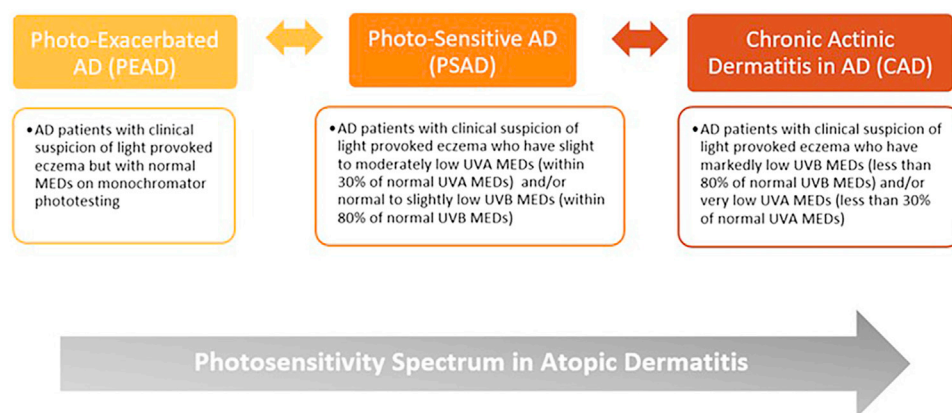 Photo-Exacerbated
AD (PEAD)
Photo-Sensitive AD
(PSAD)
Chronic Actinic
Dermatitis in AD (CAD)
•AD patients with clinical
suspicion of light provoked
eczema but with normal
MEDs on monochromator
phototesting
•AD patients with clinical suspicion of
light provoked eczema who have slight
to moderately low UVA MEDs (within
30% of normal UVA MEDs) and/or
normal to slightly low UVB MEDs (within
80% of normal UVB MEDs)
•AD patients with clinical suspicion of
light provoked eczema who have
markedly low UVB MEDs (less than
80% of normal UVB MEDs) and/or
very low UVA MEDs (less than 30%
of normal UVA MEDs)
Photosensitivity Spectrum in Atopic Dermatitis